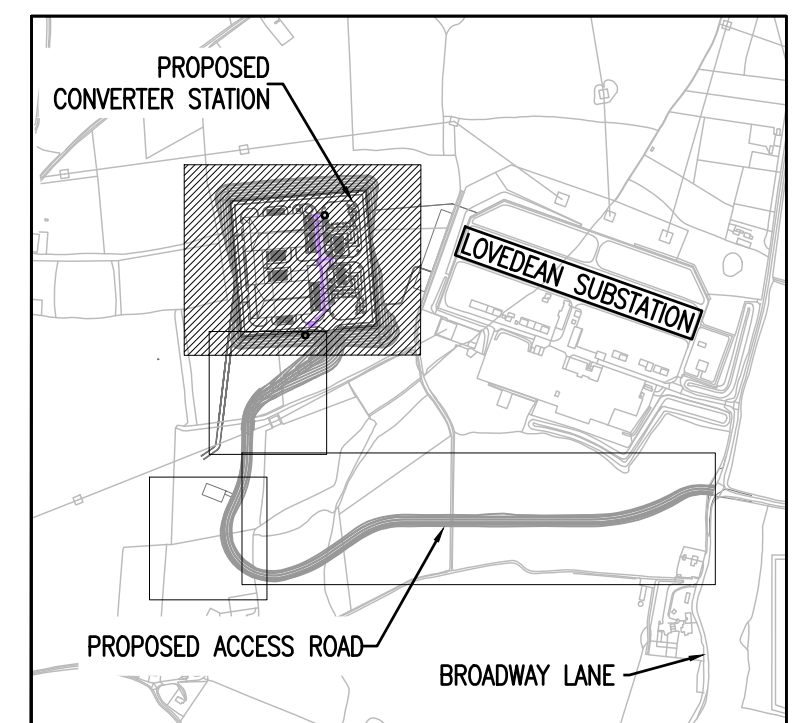 PROPOSED
CONVERTER STATION
LOVEDEAN SUBSTATION
PROPOSED ACCESS ROAD
BROADWAY LANE